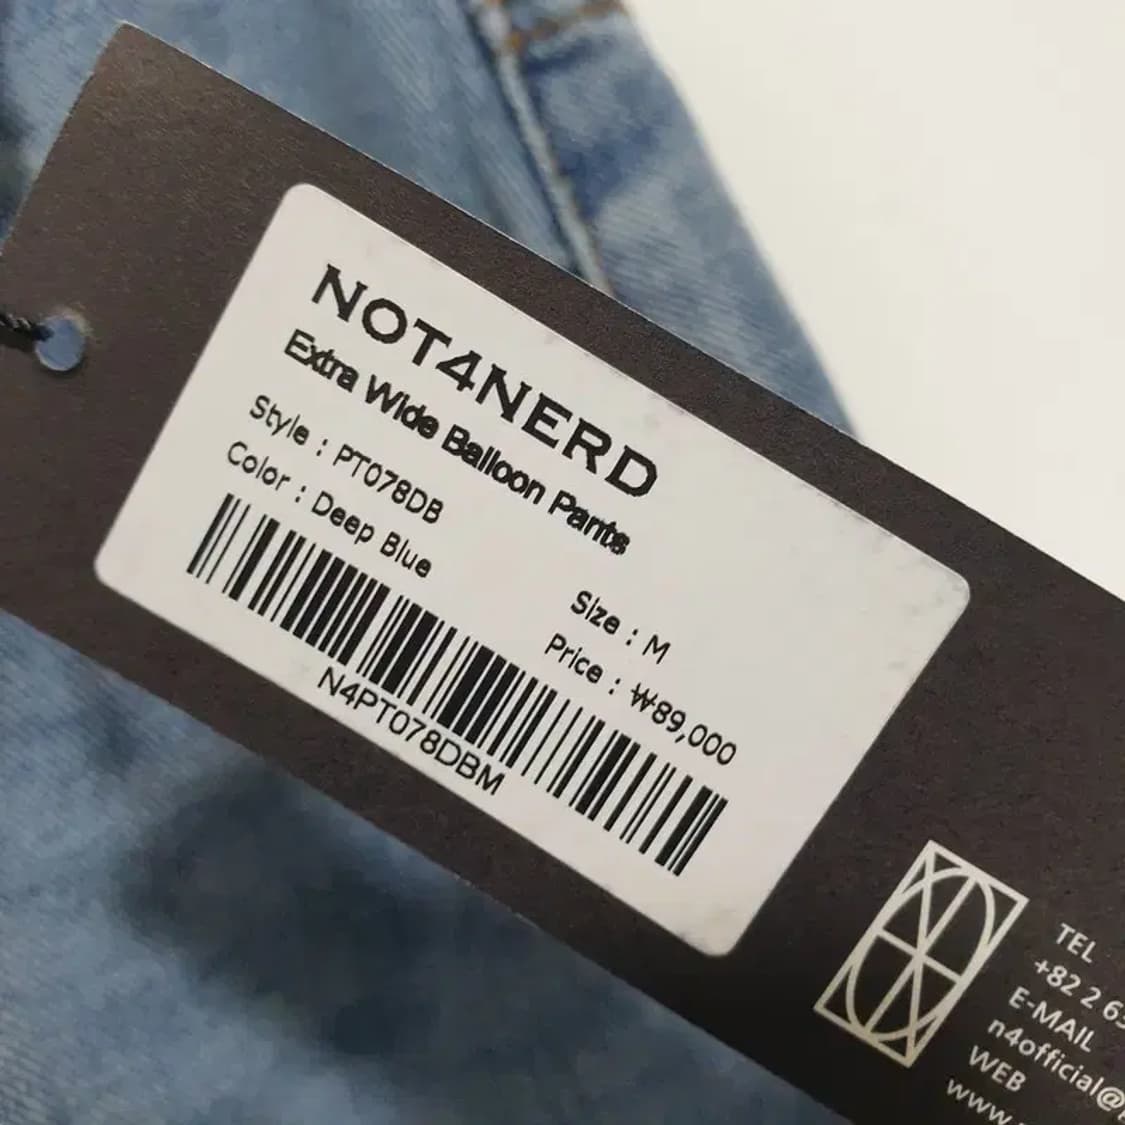 NOT4NERD
Extra Wide Balloon Pants
Style : PT078DB
Color : Deep Blue
Size : M
Price : ₩89,000
N4PT078DBM
TEL
+82 2 6
E-MAIL
n4official@
WEB
www.